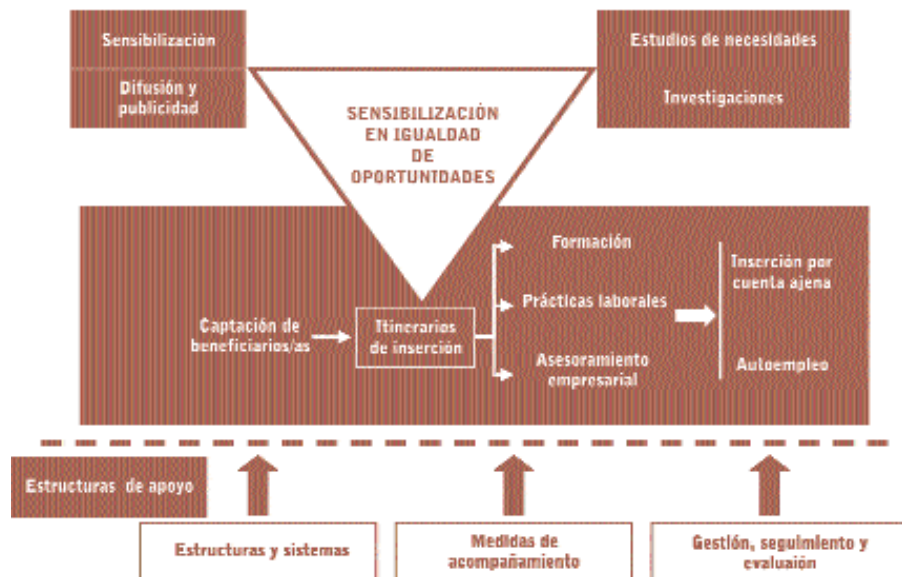 Sensibilización
Difusión y
publicidad
Estudios de necesidades
Investigaciones
SENSIBILIZACIÓN
EN IGUALDAD
DE
OPORTUNIDADES
Captación de
beneficiarios/as
Itinerarios
de inserción
Formación
Prácticas laborales
Asesoramiento
empresarial
Inserción por
cuenta ajena
Autoempleo
Estructuras de apoyo
Estructuras y sistemas
Medidas de
acompañamiento
Gestión, seguimiento y
evaluaión